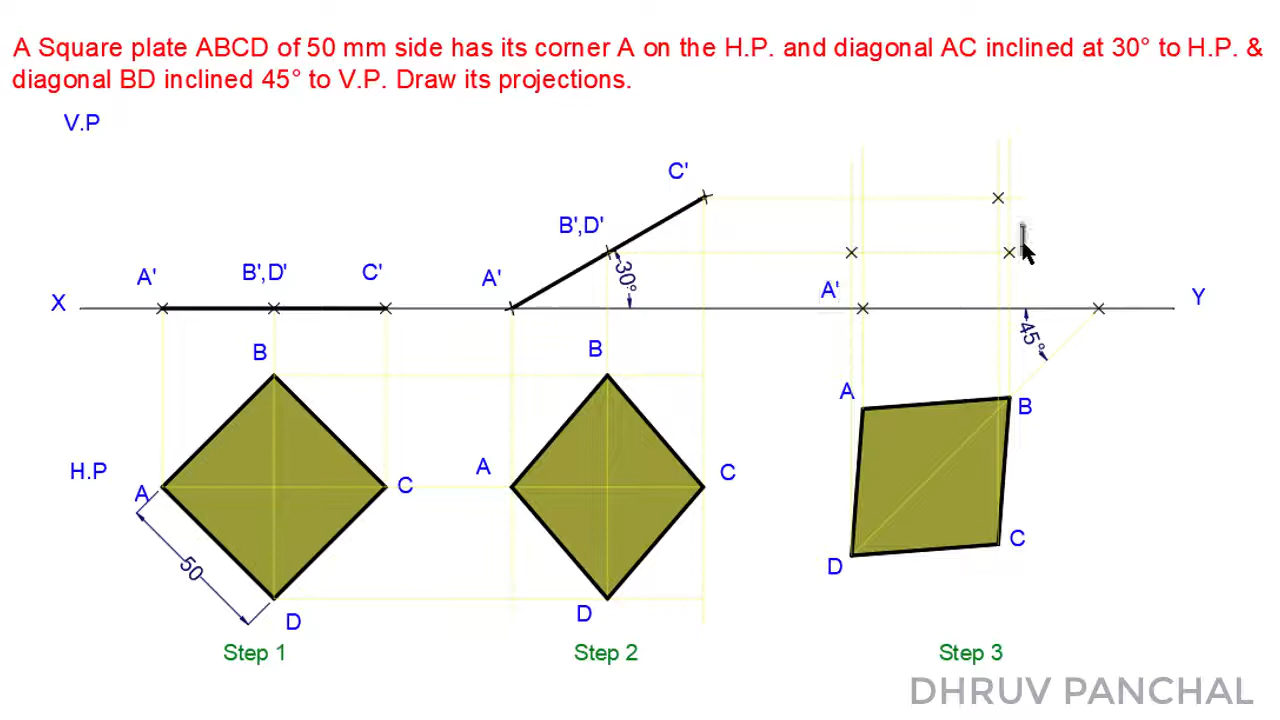 A Square plate ABCD of 50 mm side has its corner A on the H.P. and diagonal AC inclined at 30° to H.P. &
diagonal BD inclined 45° to V.P. Draw its projections.
V.P
C'
B',D'
30°
A'
B',D'
C'
A'
A'
X
Y
45°
B
B
A
B
H.P
A
C
50
D
A
C
D
C
D
Step 1
Step 2
Step 3
DHRUV PANCHAL